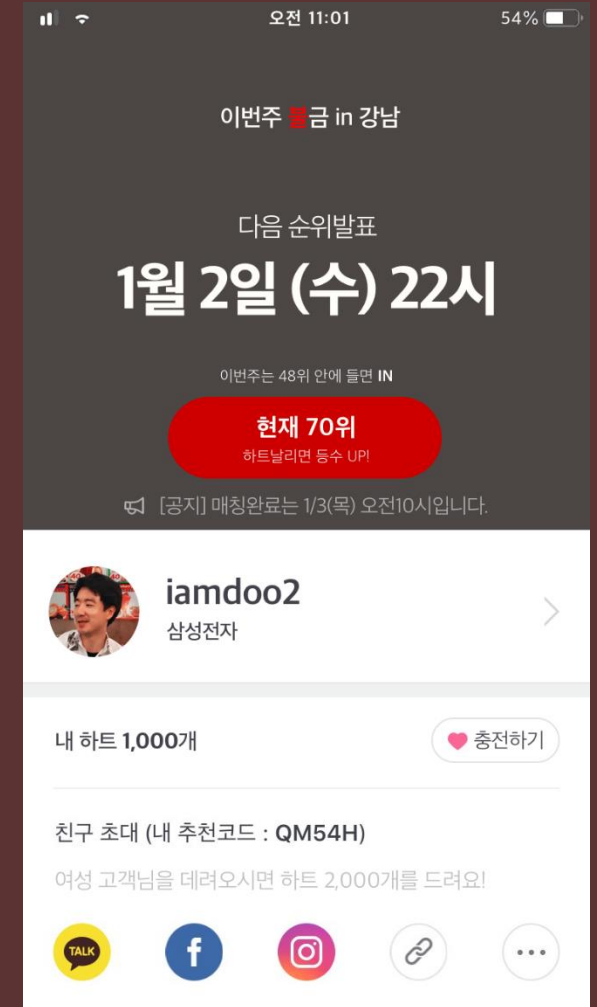 오전 11:01
54%
이번주 불금 in 강남
다음 순위발표
1월 2일 (수) 22시
이번주는 48위 안에 들면 IN
현재 70위
하트날리면 등수 UP!
[공지] 매칭완료는 1/3(목) 오전10시입니다.
iamdoo2
삼성전자
내 하트 1,000개
충전하기
친구 초대 (내 추천코드 : QM54H)
여성 고객님을 데려오시면 하트 2,000개를 드려요!
TALK